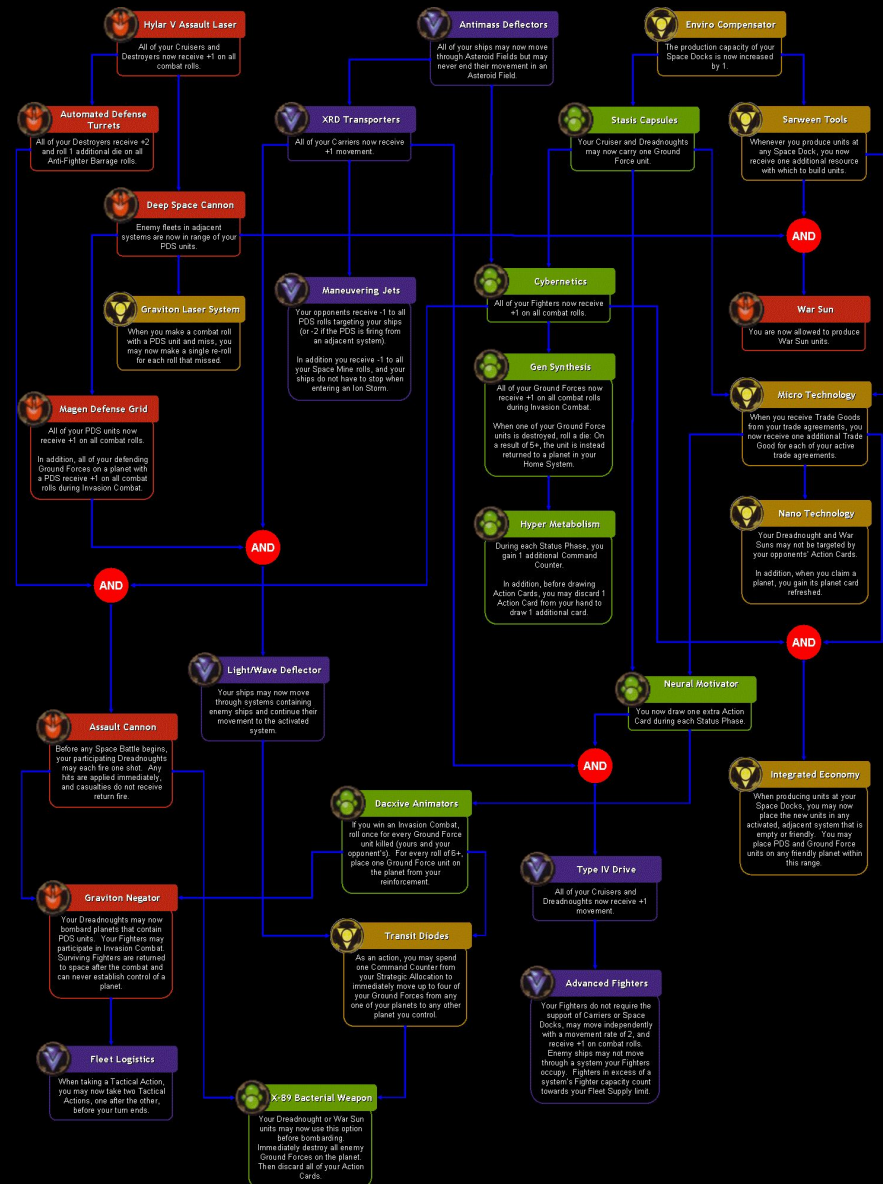 Hylar V Assault Laser
All of your Cruisers and
Destroyers now receive +1 on all
combat rolls.
Antimass Deflectors
All of your ships may now move
through Asteroid Fields but may
never end their movement in an
Asteroid Field.
Enviro Compensator
The production capacity of your
Space Docks is now increased
by 1.
Automated Defense
Turrets
All of your Destroyers receive +2
and roll 1 additional die on all
Anti-Fighter Barrage rolls.
XRD Transporters
All of your Carriers now receive
+1 movement.
Stasis Capsules
Your Cruiser and Dreadnoughts
may now carry one Ground
Force unit.
Sarween Tools
Whenever you produce units at
any Space Dock, you now
receive one additional resource
with which to build units.
Deep Space Cannon
Enemy fleets in adjacent
systems are now in range of your
PDS units.
AND
Graviton Laser System
When you make a combat roll
with a PDS unit and miss, you
may now make a single re-roll
for each roll that missed.
Maneuvering Jets
Your opponents receive -1 to all
PDS rolls targeting your ships
(or -2 if the PDS is firing from
an adjacent system).
In addition you receive -1 to all
your Space Mine rolls, and your
ships do not have to stop when
entering an Ion Storm.
Cybernetics
All of your Fighters now receive
+1 on all combat rolls.
War Sun
You are now allowed to produce
War Sun units.
Gen Synthesis
All of your Ground Forces now
receive +1 on all combat rolls
during Invasion Combat.
When one of your Ground Force
units is destroyed, roll a die: On
a result of 5+, the unit is instead
returned to a planet in your
Home System.
Magen Defense Grid
All of your PDS units now
receive +1 on all combat rolls.
In addition, all of your defending
Ground Forces on a planet with
a PDS receive +1 on all combat
rolls during Invasion Combat.
Micro Technology
When you receive Trade Goods
from your trade agreements, you
now receive one additional Trade
Good for each of your active
trade agreements.
Hyper Metabolism
During each Status Phase, you
gain 1 additional Command
Counter.
In addition, before drawing
Action Cards, you may discard 1
Action Card from your hand to
draw 1 additional card.
Nano Technology
Your Dreadnought and War
Suns may not be targeted by
your opponents' Action Cards.
In addition, when you claim a
planet, you gain its planet card
refreshed.
AND
AND
AND
Light/Wave Deflector
Your ships may now move
through systems containing
enemy ships and continue their
movement to the activated
system.
Neural Motivator
You now draw one extra Action
Card during each Status Phase.
Assault Cannon
Before any Space Battle begins,
your participating Dreadnoughts
may each fire one shot. Any
hits are applied immediately,
and casualties do not receive
return fire.
AND
Integrated Economy
When producing units at your
Space Docks, you may now
place the new units in any
activated, adjacent system that is
empty or friendly. You may
place PDS and Ground Force
units on any friendly planet within
this range.
Dacxive Animators
If you win an Invasion Combat,
roll once for every Ground Force
unit killed (yours and your
opponent's). For every roll of 6+,
place one Ground Force unit on
the planet from your
reinforcement.
Type IV Drive
All of your Cruisers and
Dreadnoughts now receive +1
movement.
Graviton Negator
Your Dreadnoughts may now
bombard planets that contain
PDS units. Your Fighters may
participate in Invasion Combat.
Surviving Fighters are returned
to space after the combat and
can never establish control of a
planet.
Transit Diodes
As an action, you may spend
one Command Counter from
your Strategic Allocation to
immediately move up to four of
your Ground Forces from any
one of your planets to any other
planet you control.
Advanced Fighters
Your Fighters do not require the
support of Carriers or Space
Docks, may move independently
with a movement rate of 2, and
receive +1 on combat rolls.
Enemy ships may not move
through a system your Fighters
occupy. Fighters in excess of a
system's Fighter capacity count
towards your Fleet Supply limit.
Fleet Logistics
When taking a Tactical Action,
you may now take two Tactical
Actions, one after the other,
before your turn ends.
X-89 Bacterial Weapon
Your Dreadnought or War Sun
units may now use this option
before bombarding.
Immediately destroy all enemy
Ground Forces on the planet.
Then discard all of your Action
Cards.